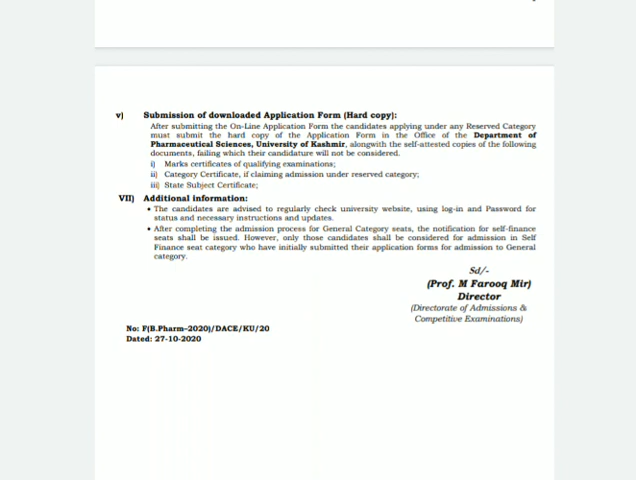 v) Submission of downloaded Application Form (Hard copy):
After submitting the On-Line Application Form the candidates applying under any Reserved Category
must submit the hard copy of the Application Form in the Office of the Department of
Pharmaceutical Sciences, University of Kashmir, alongwith the self-attested copies of the following
documents, failing which their candidature will not be considered.
i) Marks certificates of qualifying examinations;
ii) Category Certificate, if claiming admission under reserved category;
iii) State Subject Certificate;
VII) Additional information:
• The candidates are advised to regularly check university website, using log-in and Password for
status and necessary instructions and updates.
• After completing the admission process for General Category seats, the notification for self-finance
seats shall be issued. However, only those candidates shall be considered for admission in Self
Finance seat category who have initially submitted their application forms for admission to General
category.
Sd/-
(Prof. M Farooq Mir)
Director
(Directorate of Admissions &
Competitive Examinations)
No: F(B.Pharm-2020)/DACE/KU/20
Dated: 27-10-2020